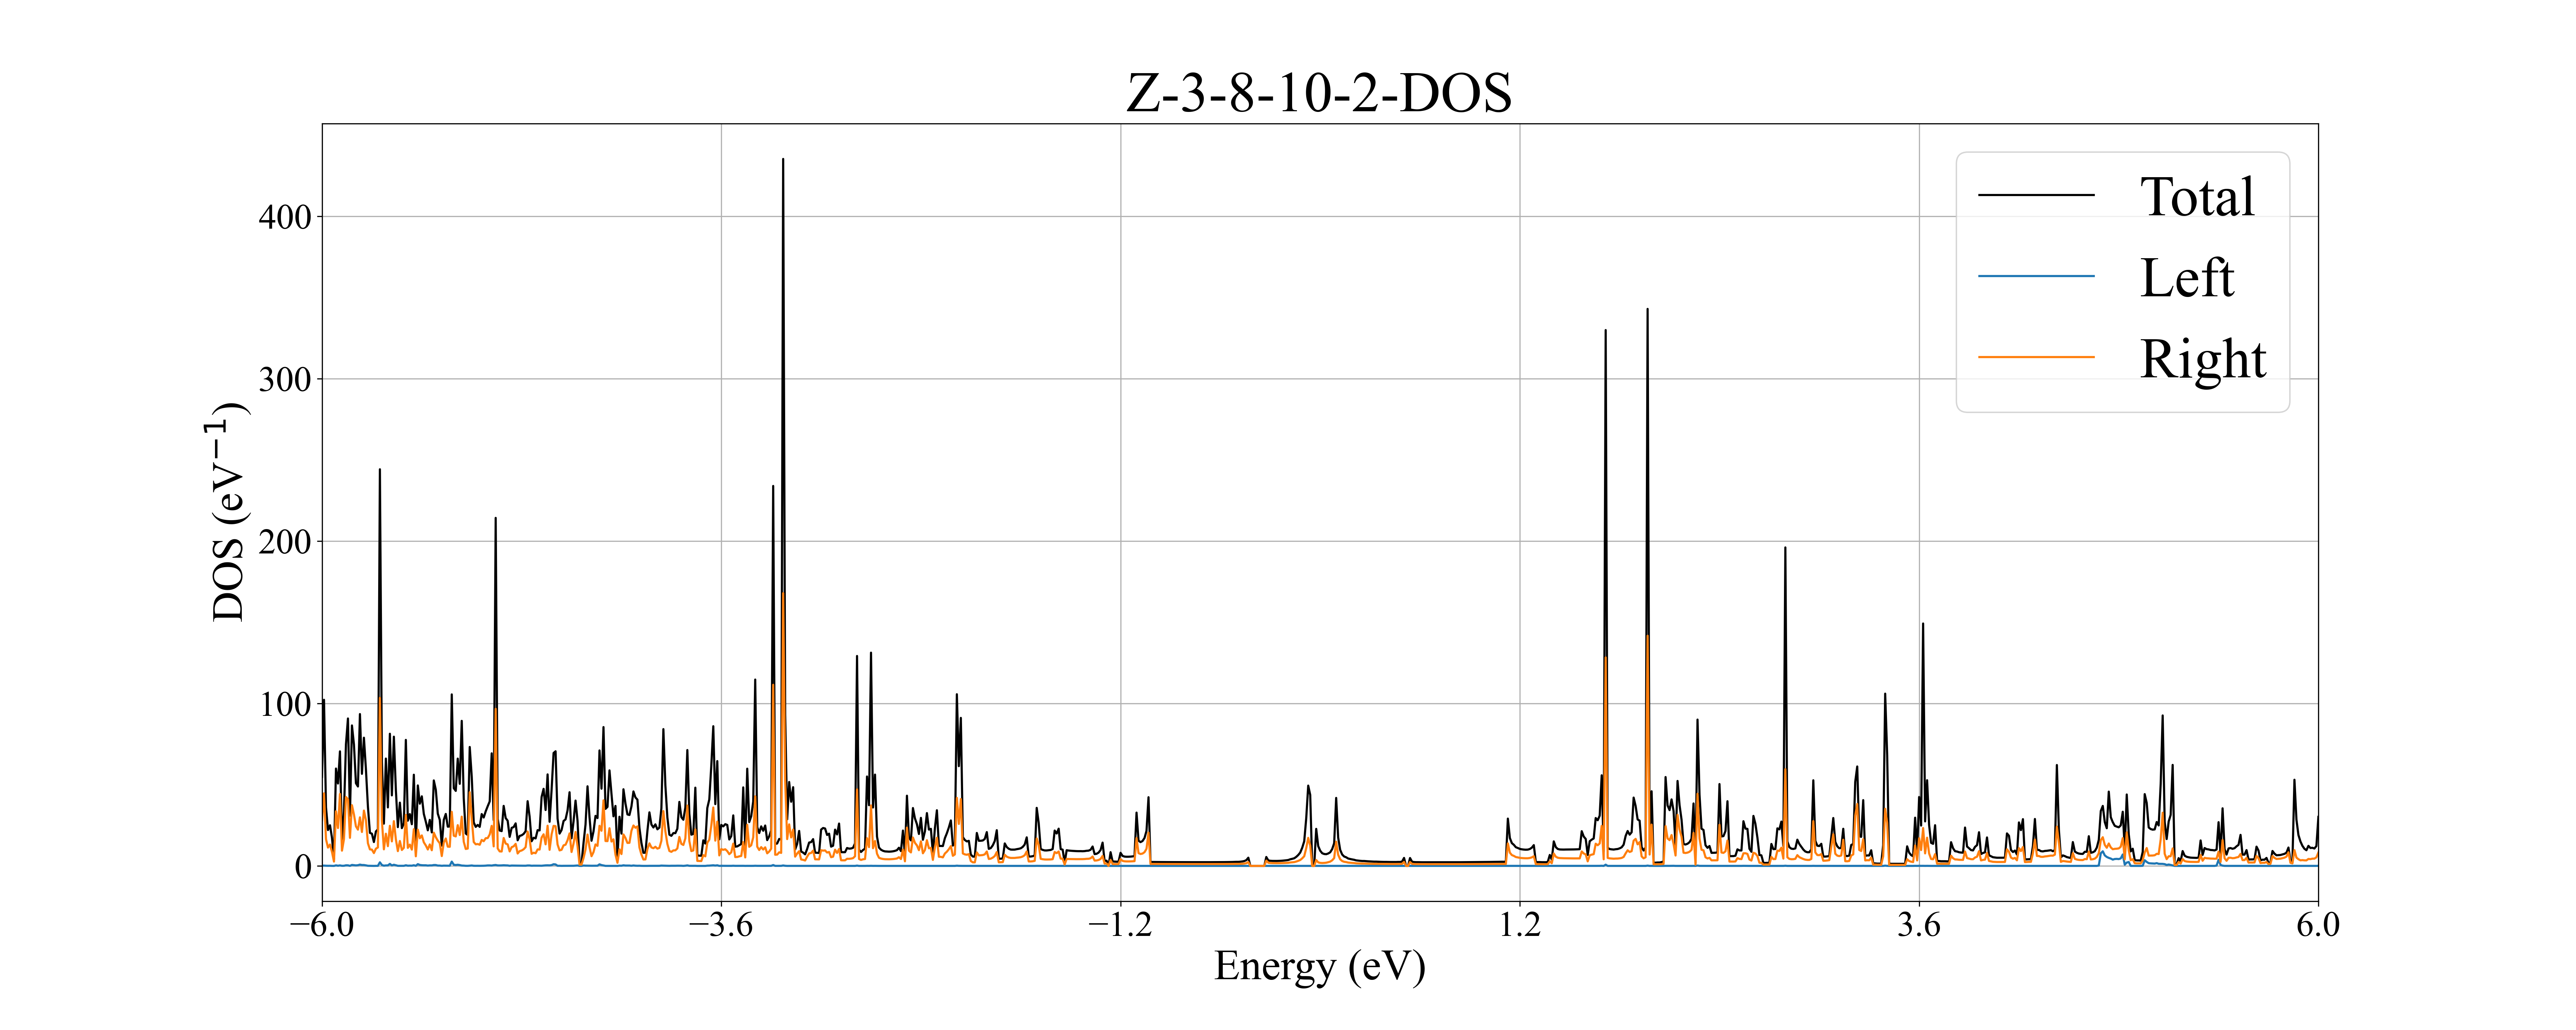 Z-3-8-10-2-DOS
DOS (eV−1)
400
300
200
100
0
Total
Left
Right
−6.0 −3.6 −1.2 1.2 3.6 6.0
Energy (eV)